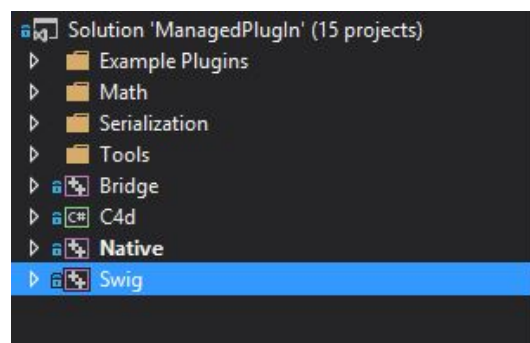 Solution 'ManagedPlugIn' (15 projects)
Example Plugins
Math
Serialization
Tools
Bridge
C# C4d
Native
Swig